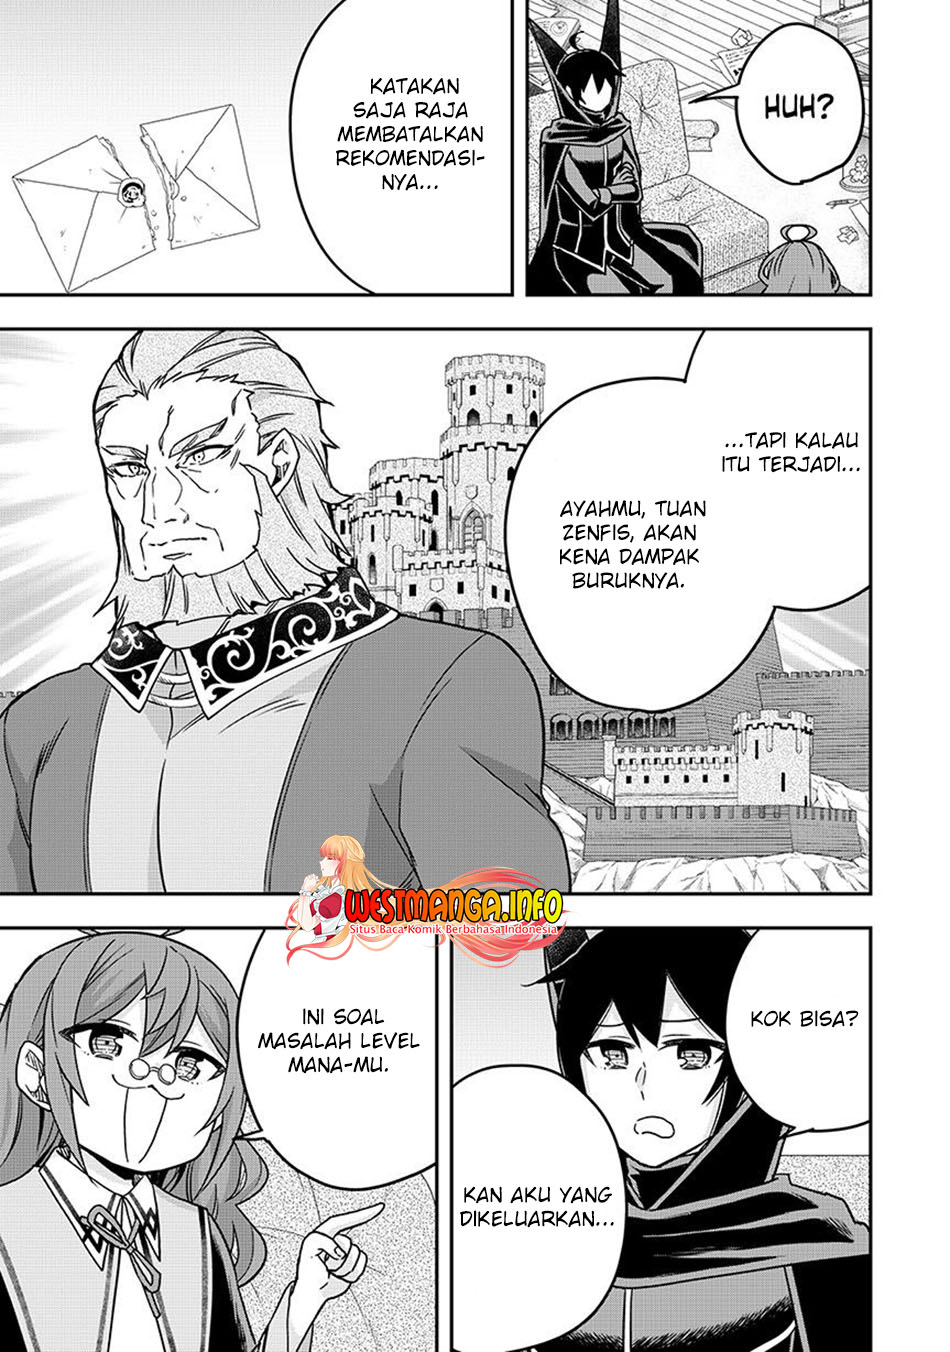 HUH?
KATAKAN
SAJA RAJA
MEMBATALKAN
REKOMENDASI-
NYA...
...TAPI KALAU
ITU TERJADI...
AYAHMU, TUAN
ZENFIS, AKAN
KENA DAMPAK
BURUKNYA.
WESTMANGA.INFO
Situs Baca Komik Berbahasa Indonesia
KOK BISA?
KAN AKU YANG
DIKELUARKAN...
INI SOAL
MASALAH LEVEL
MANA-MU.